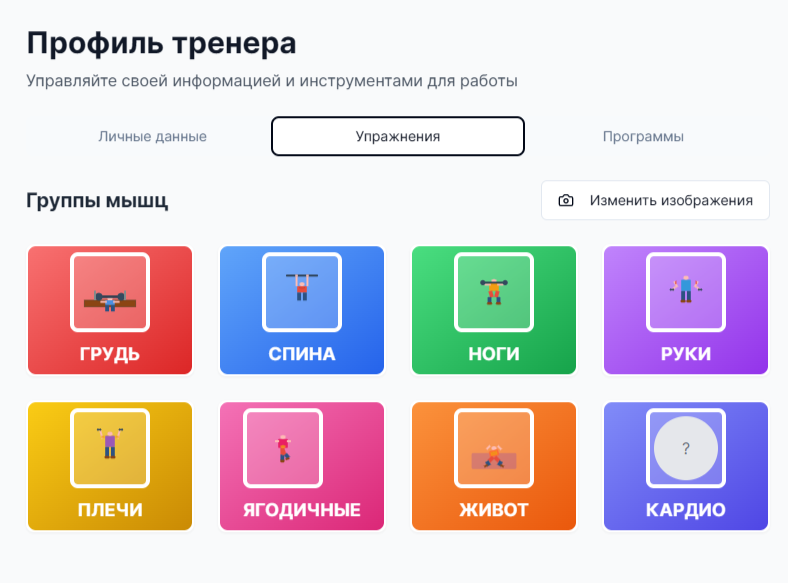 Профиль тренера
Управляйте своей информацией и инструментами для работы
Личные данные
Упражнения
Программы
Группы мышц
Изменить изображения
ГРУДЬ
СПИНА
НОГИ
РУКИ
ПЛЕЧИ
ЯГОДИЧНЫЕ
ЖИВОТ
?
КАРДИО